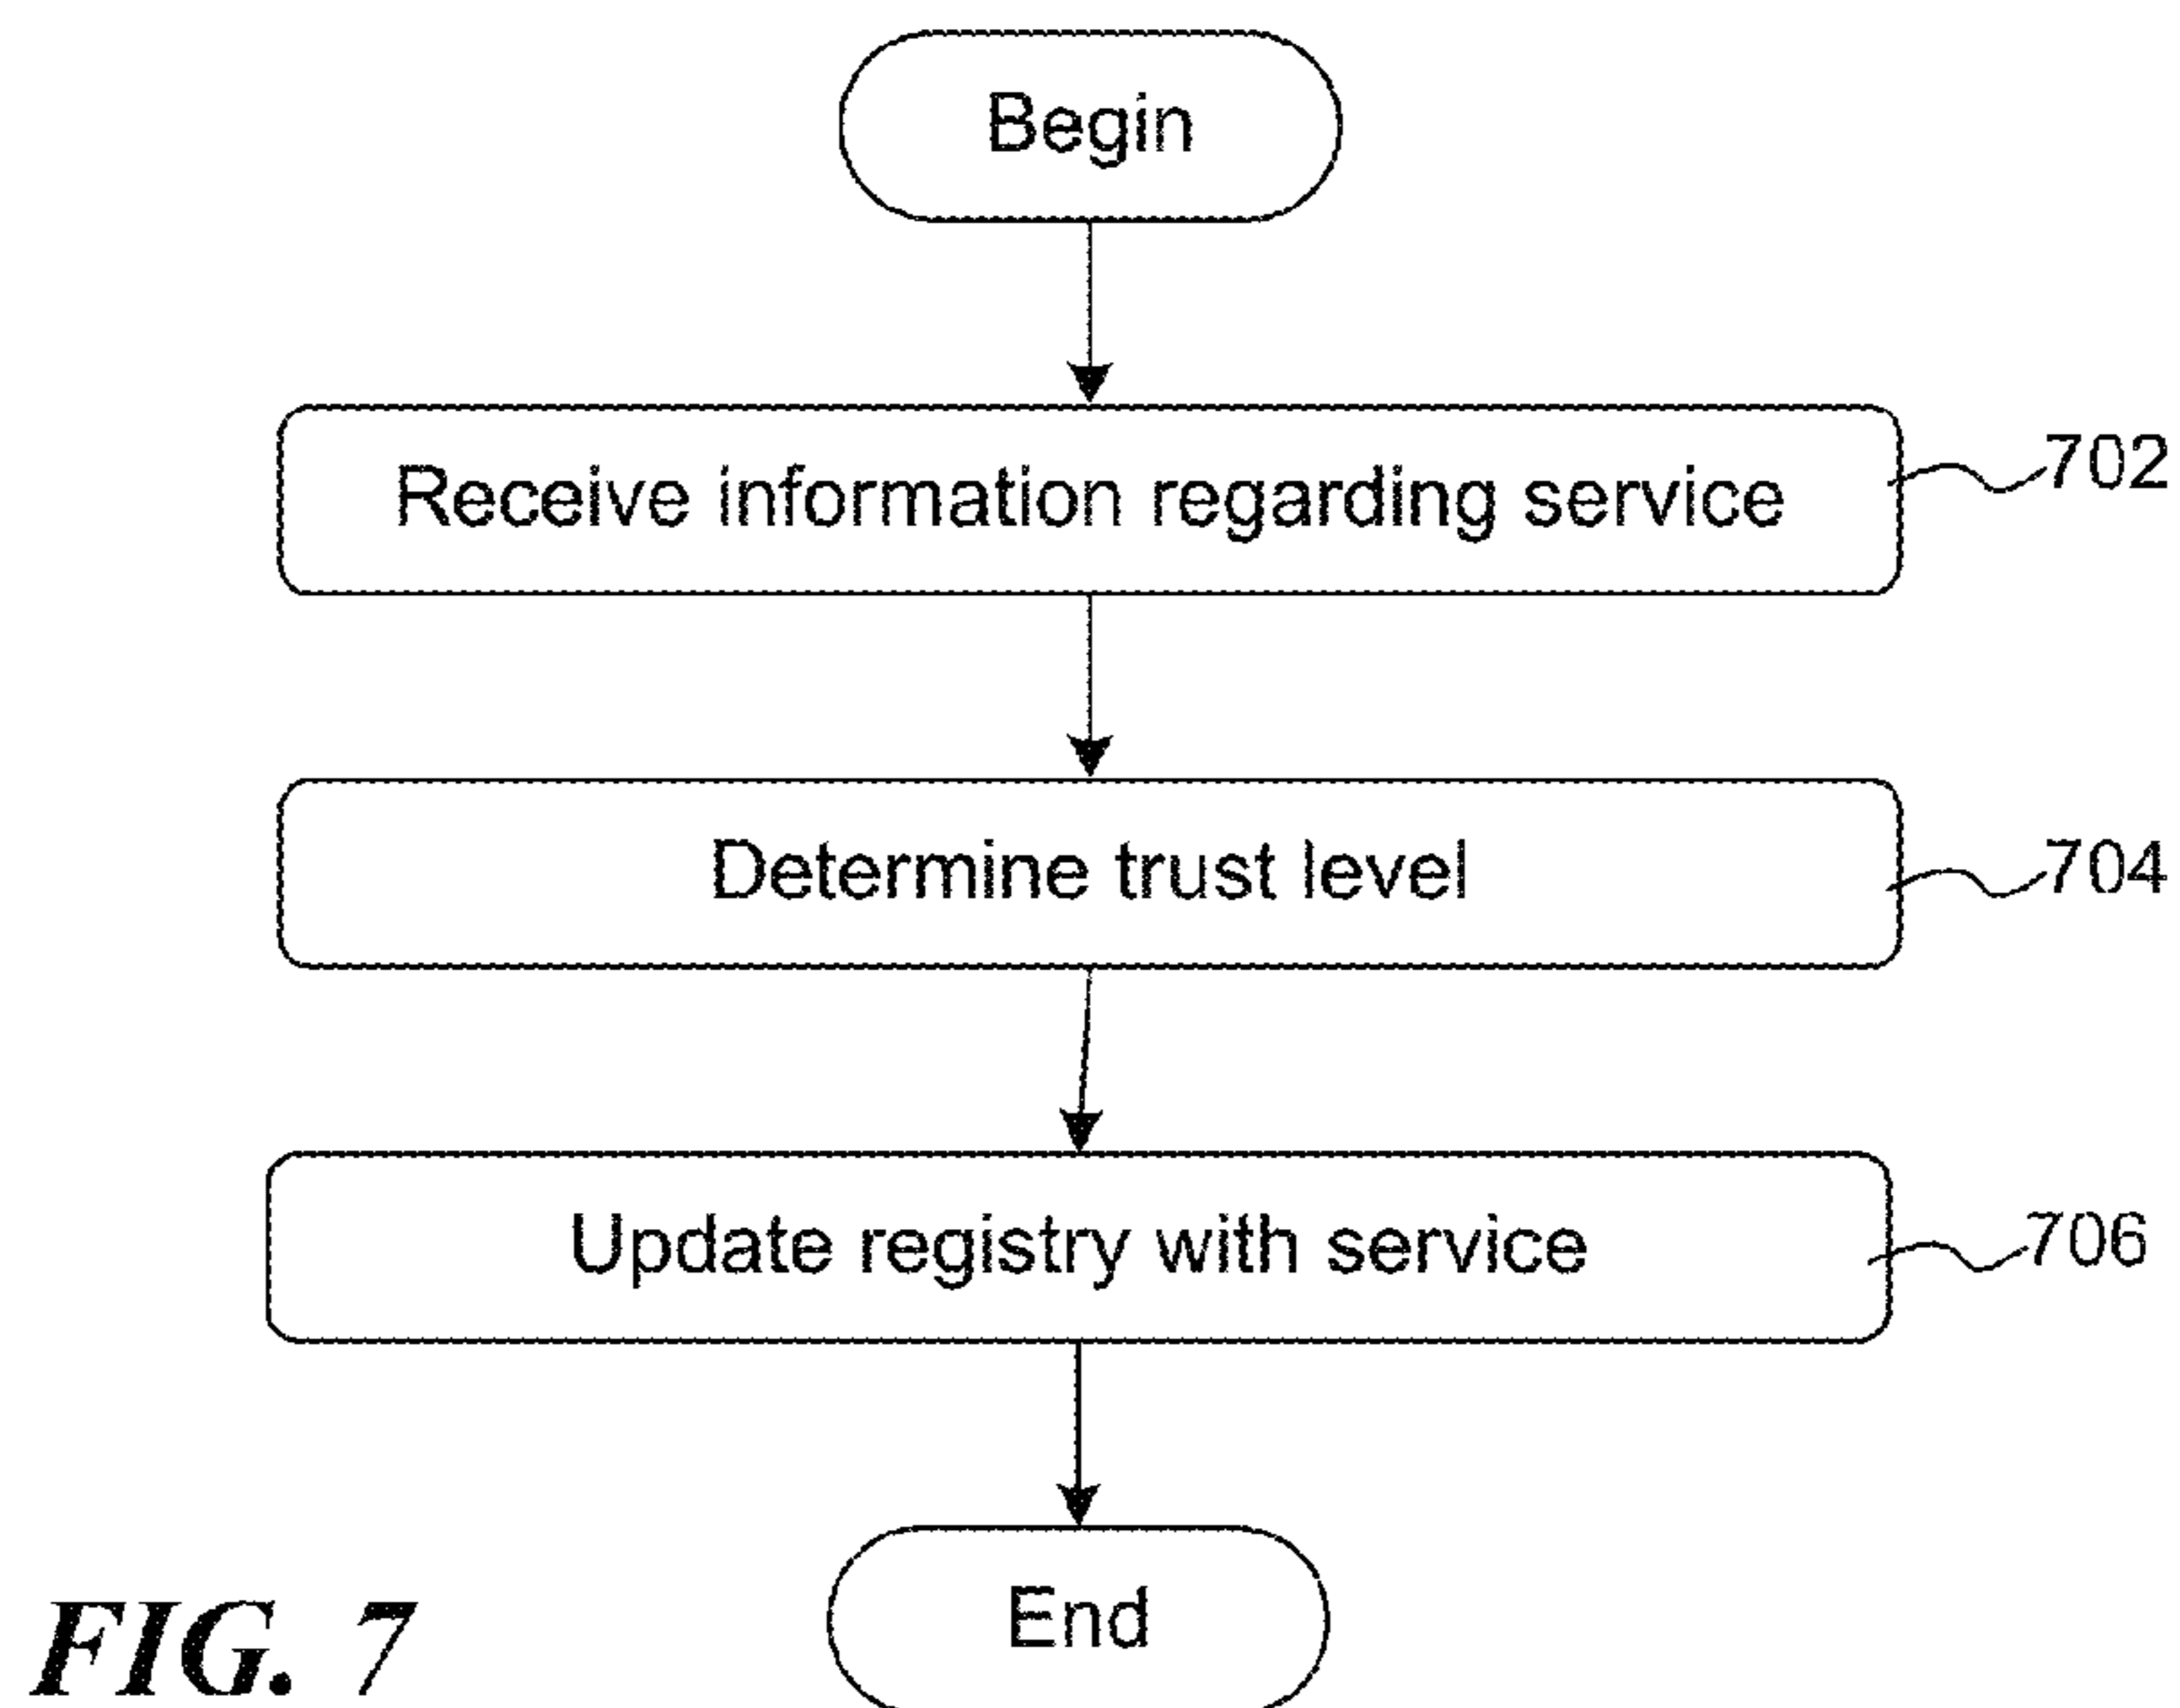 Begin
Receive information regarding service
702
Determine trust level
704
Update registry with service
706
End
FIG. 7